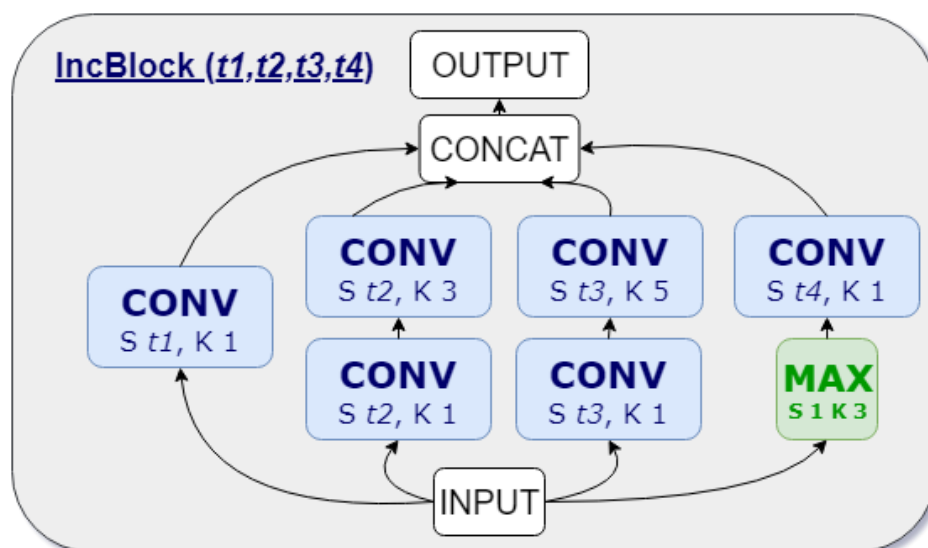 IncBlock (t1,t2,t3,t4)
OUTPUT
CONCAT
CONV
S t1, K 1
CONV
S t2, K 3
CONV
S t3, K 5
CONV
S t4, K 1
CONV
S t2, K 1
CONV
S t3, K 1
MAX
S 1 K 3
INPUT